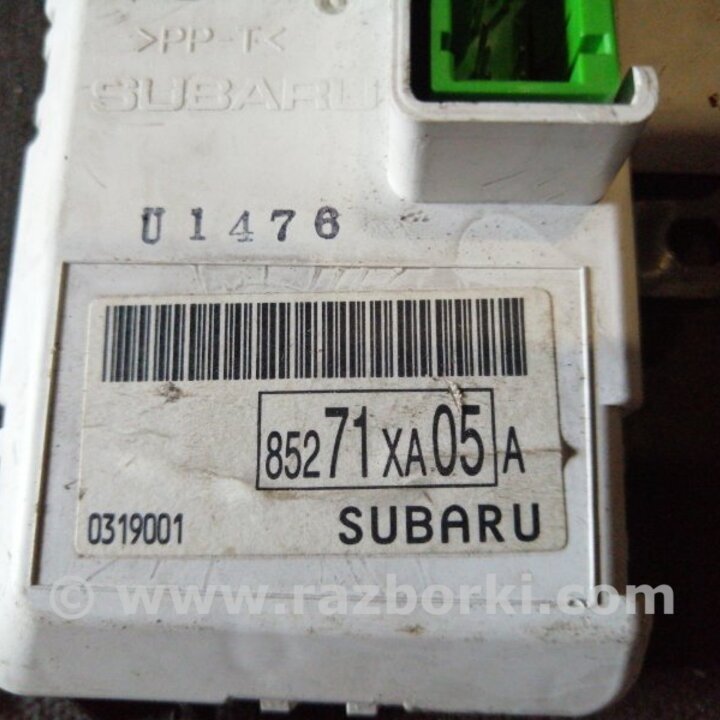 >PP-T<
SUBARU
U1476
85271XA05A
0319001 SUBARU
© www.razborki.com